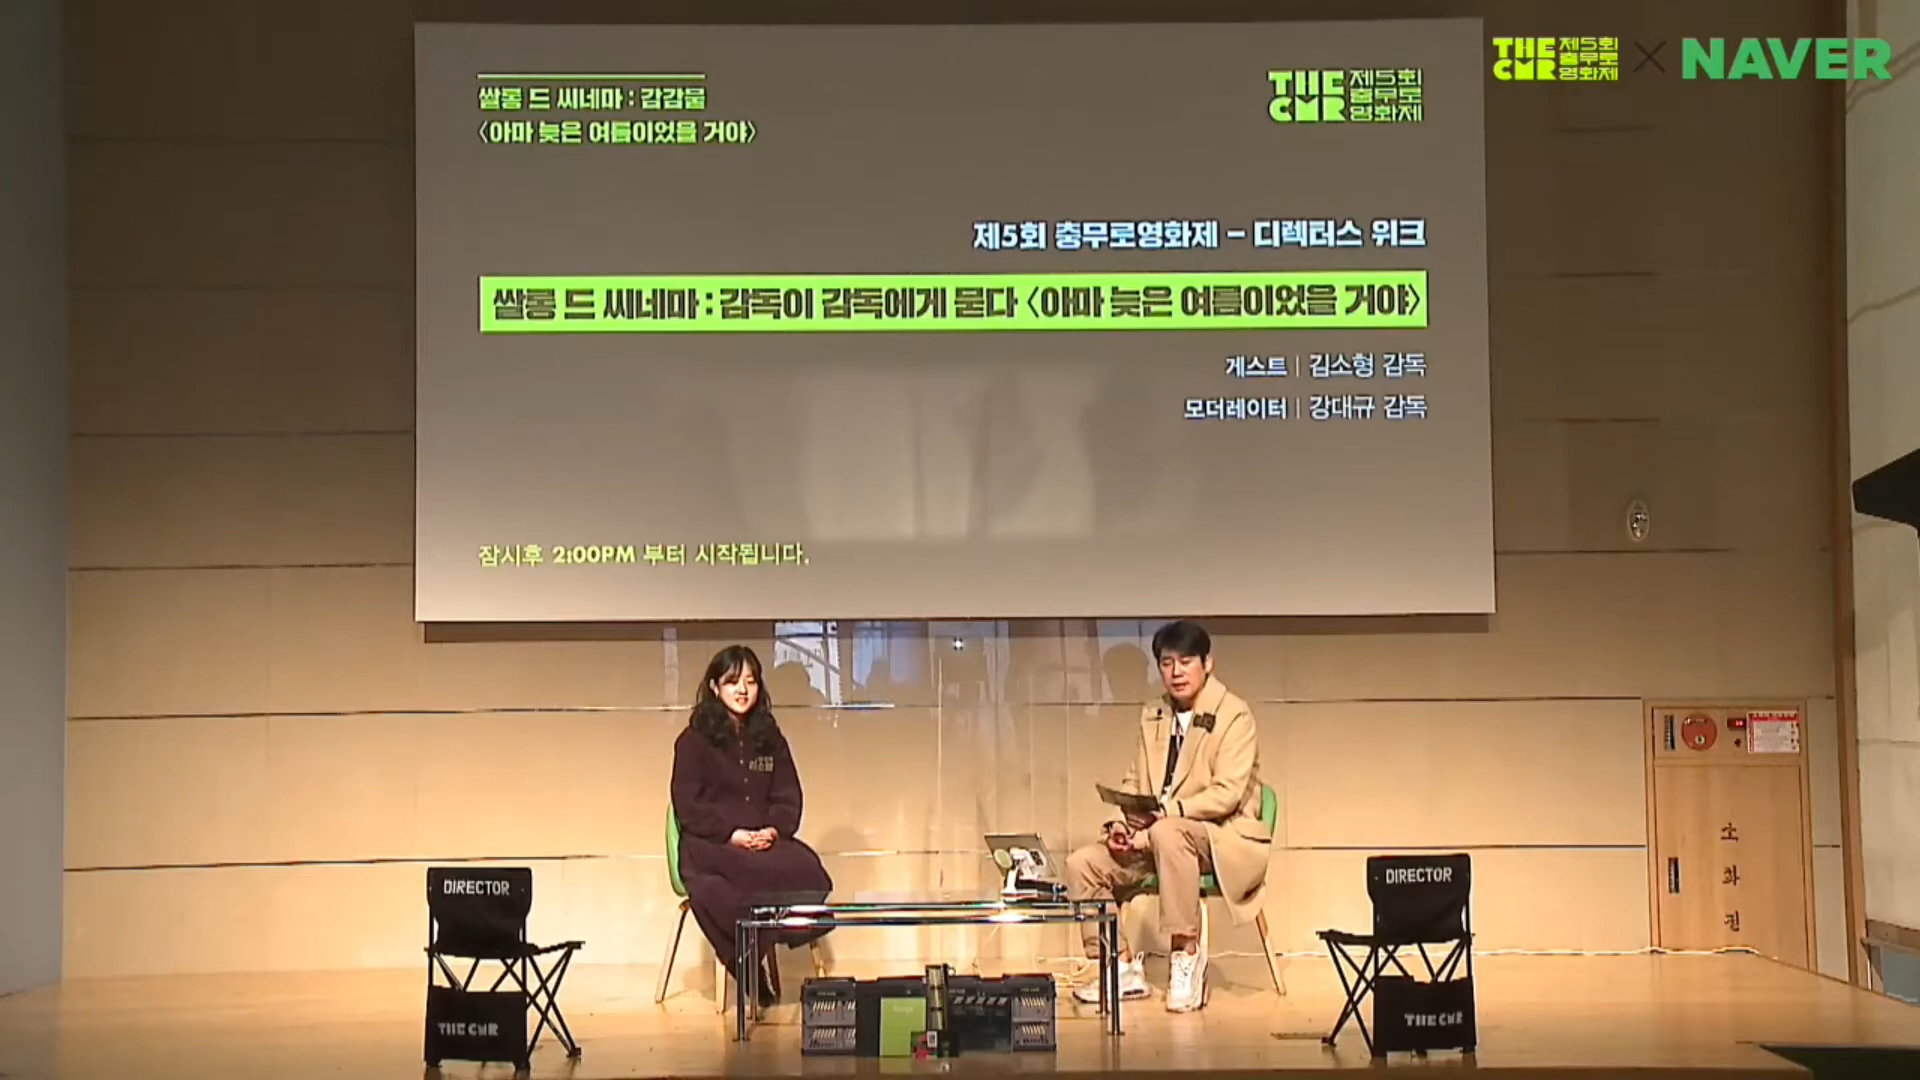 쌀롱 드 씨네마 : 감감묻
〈아마 늦은 여름이었을 거야〉
THE CMR 제5회 충무로 영화제
THE CMR 제5회 충무로 영화제 × NAVER
제5회 충무로영화제 – 디렉터스 위크
쌀롱 드 씨네마 : 감독이 감독에게 묻다 〈아마 늦은 여름이었을 거야〉
게스트 | 김소형 감독
모더레이터 | 강대규 감독
잠시후 2:00PM 부터 시작됩니다.
DIRECTOR
THE CMR
DIRECTOR
THE CMR
소화전